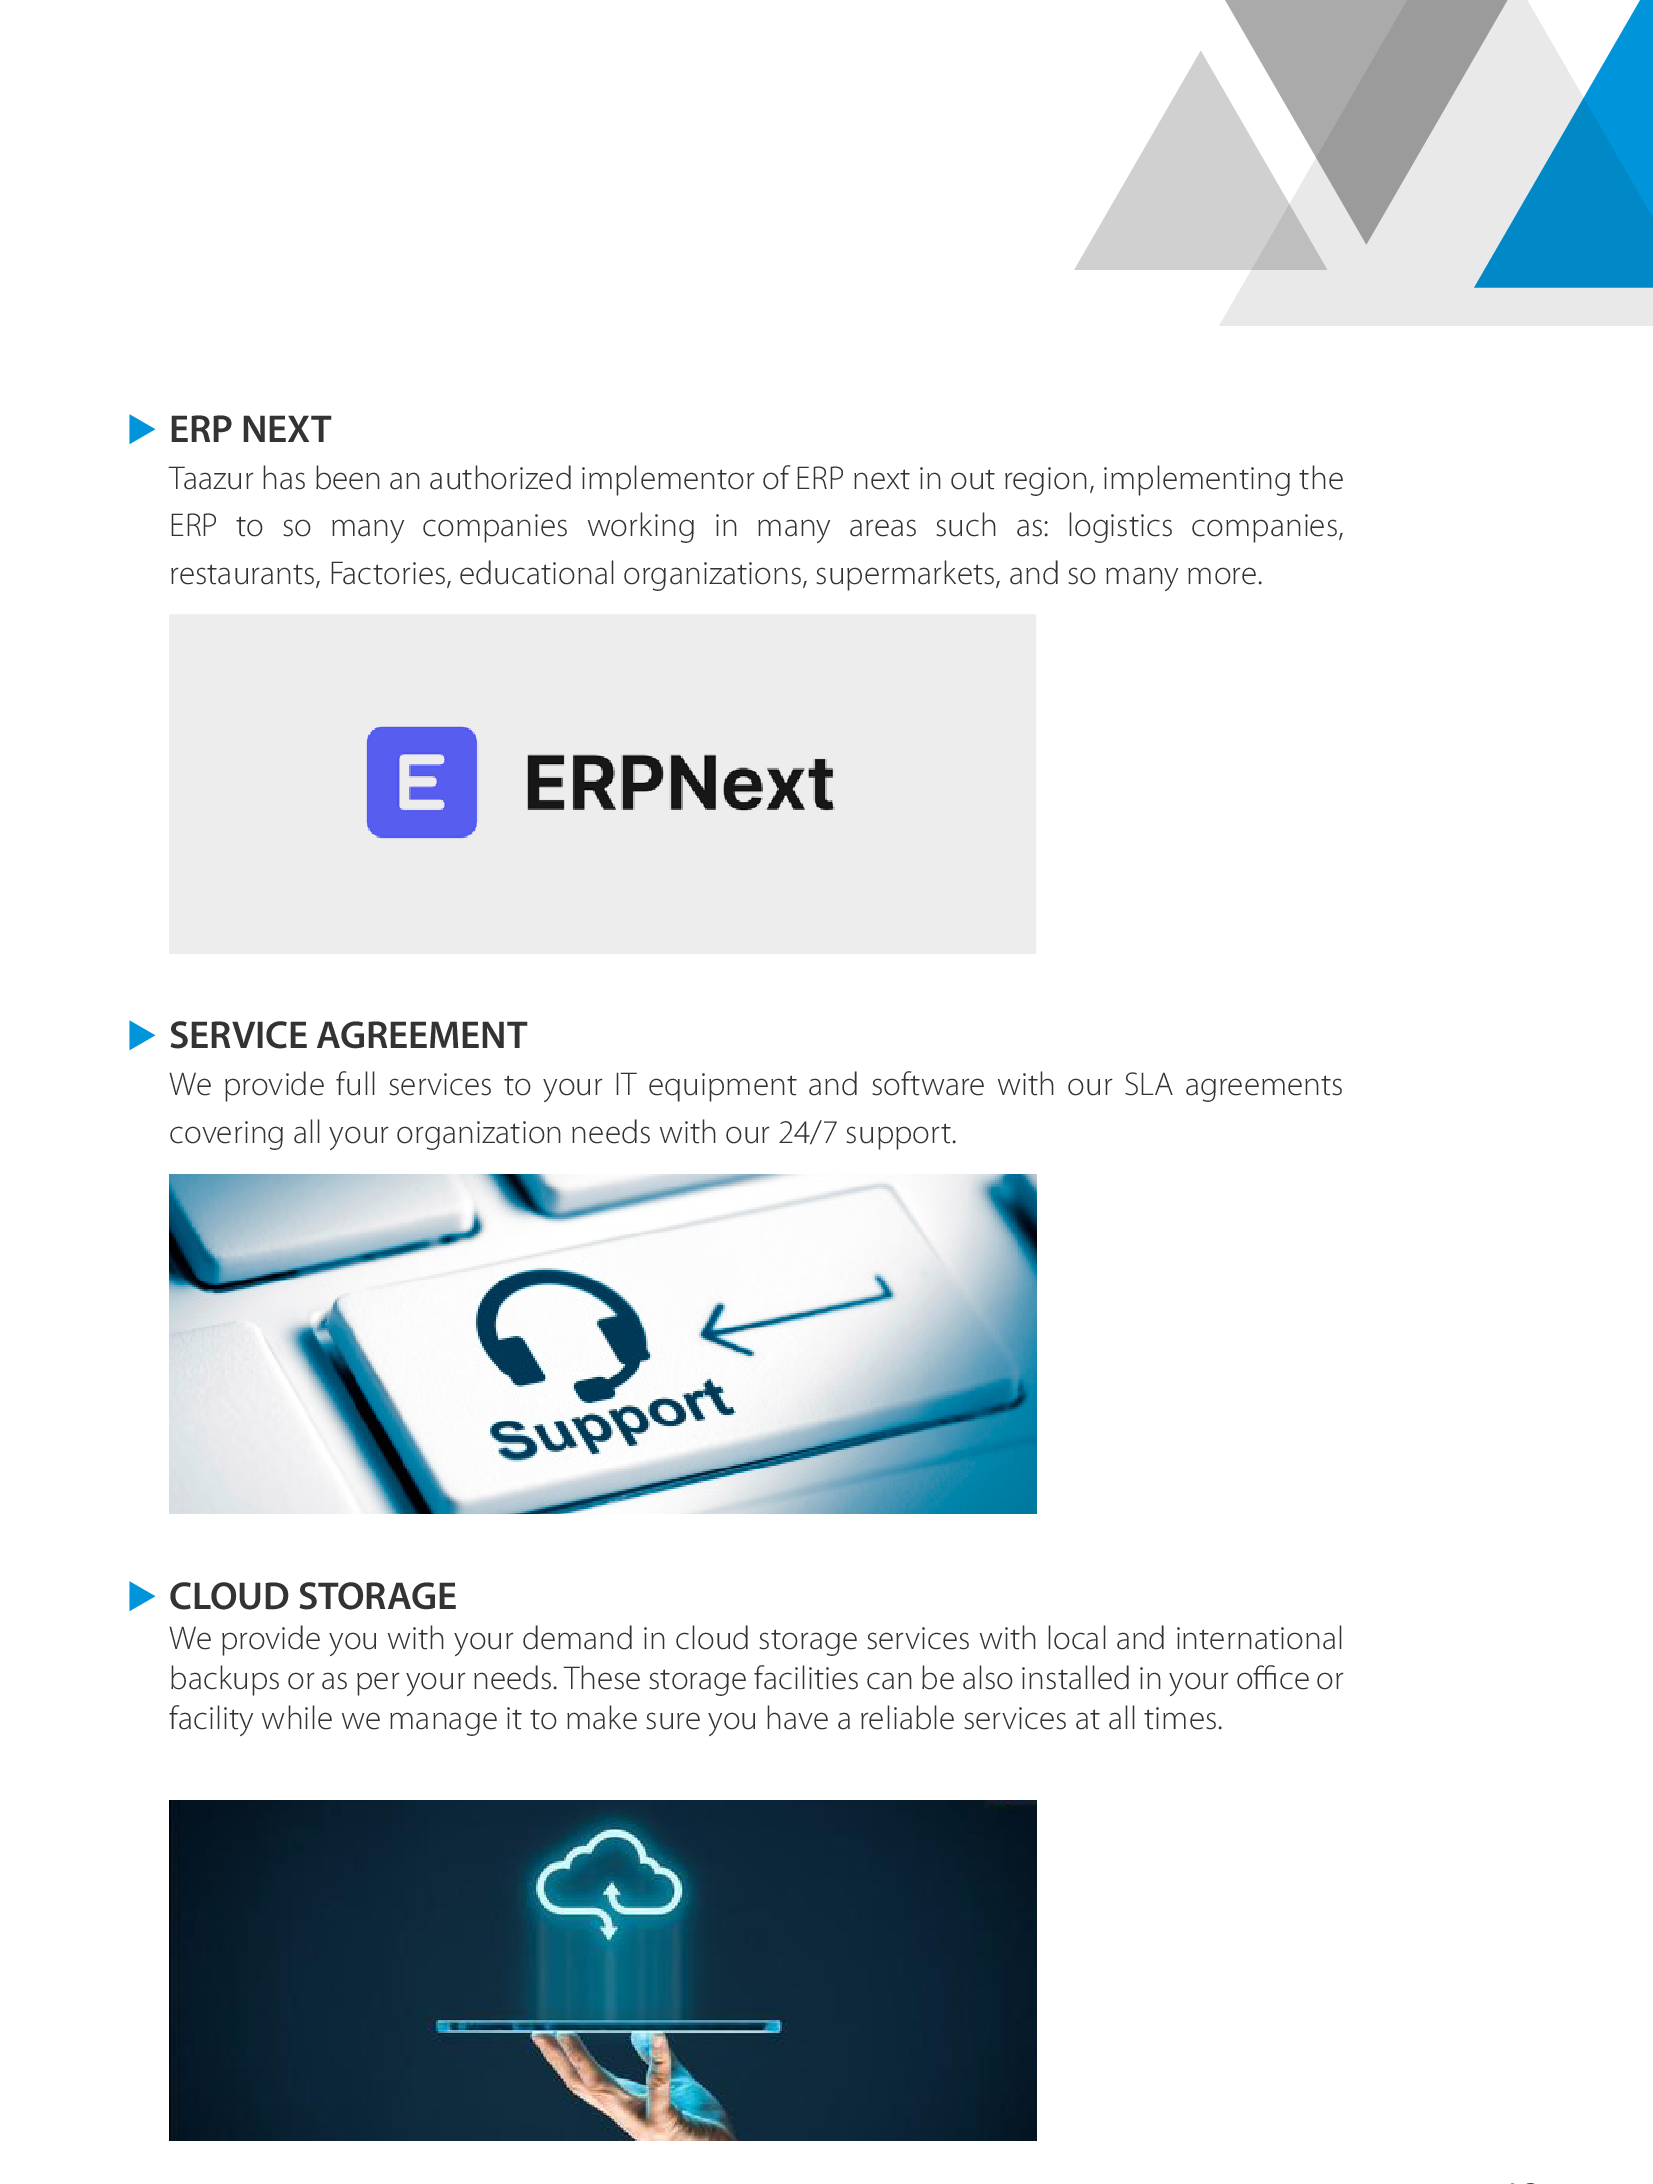 ERP NEXT
Taazur has been an authorized implementor of ERP next in out region, implementing the
ERP to so many companies working in many areas such as: logistics companies,
restaurants, Factories, educational organizations, supermarkets, and so many more.
E ERPNext
SERVICE AGREEMENT
We provide full services to your IT equipment and software with our SLA agreements
covering all your organization needs with our 24/7 support.
Support
CLOUD STORAGE
We provide you with your demand in cloud storage services with local and international
backups or as per your needs. These storage facilities can be also installed in your office or
facility while we manage it to make sure you have a reliable services at all times.